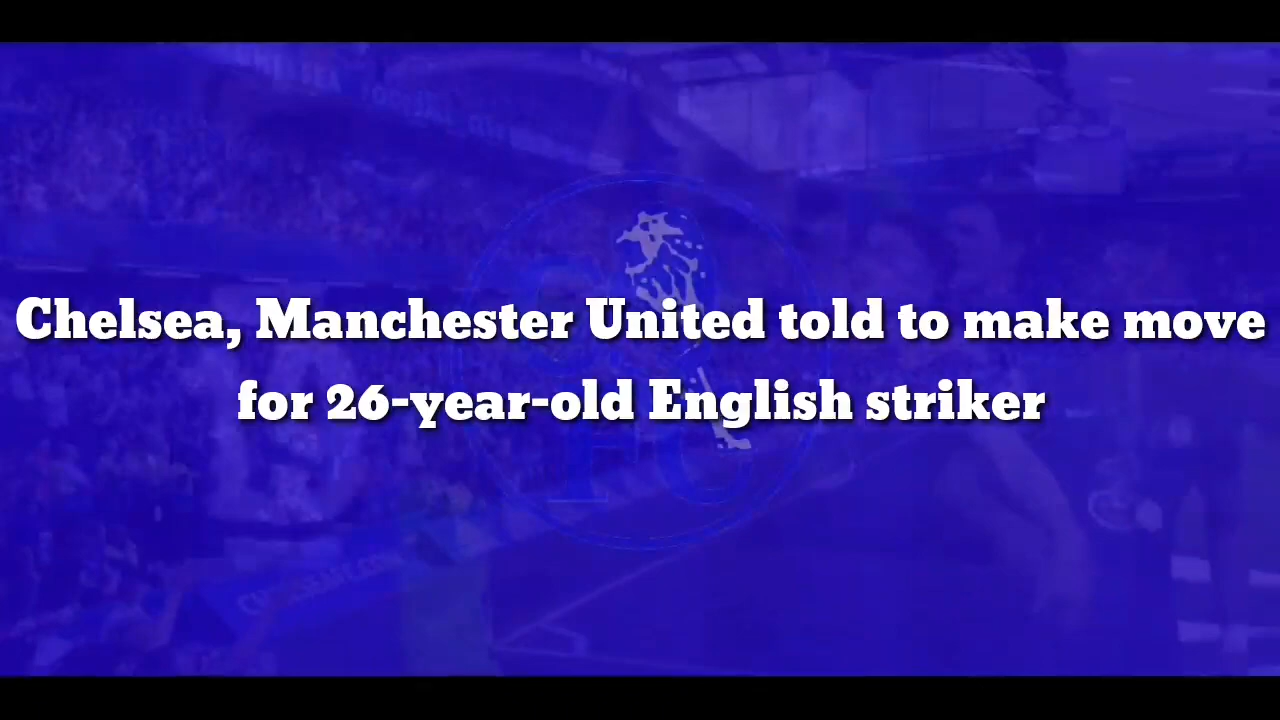 Chelsea, Manchester United told to make move
for 26-year-old English striker